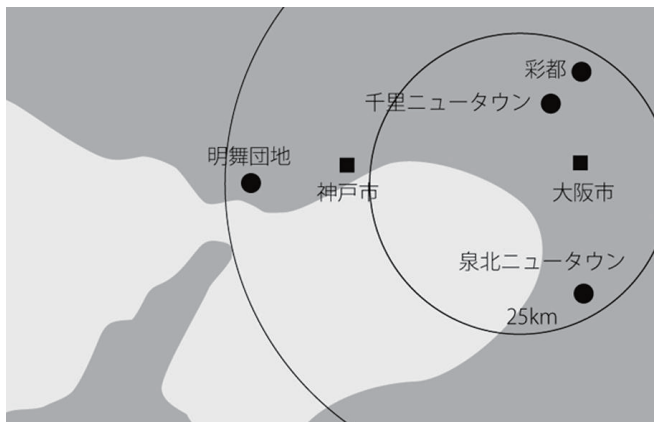 彩都
千里ニュータウン
明舞団地
神戸市
大阪市
泉北ニュータウン
25km